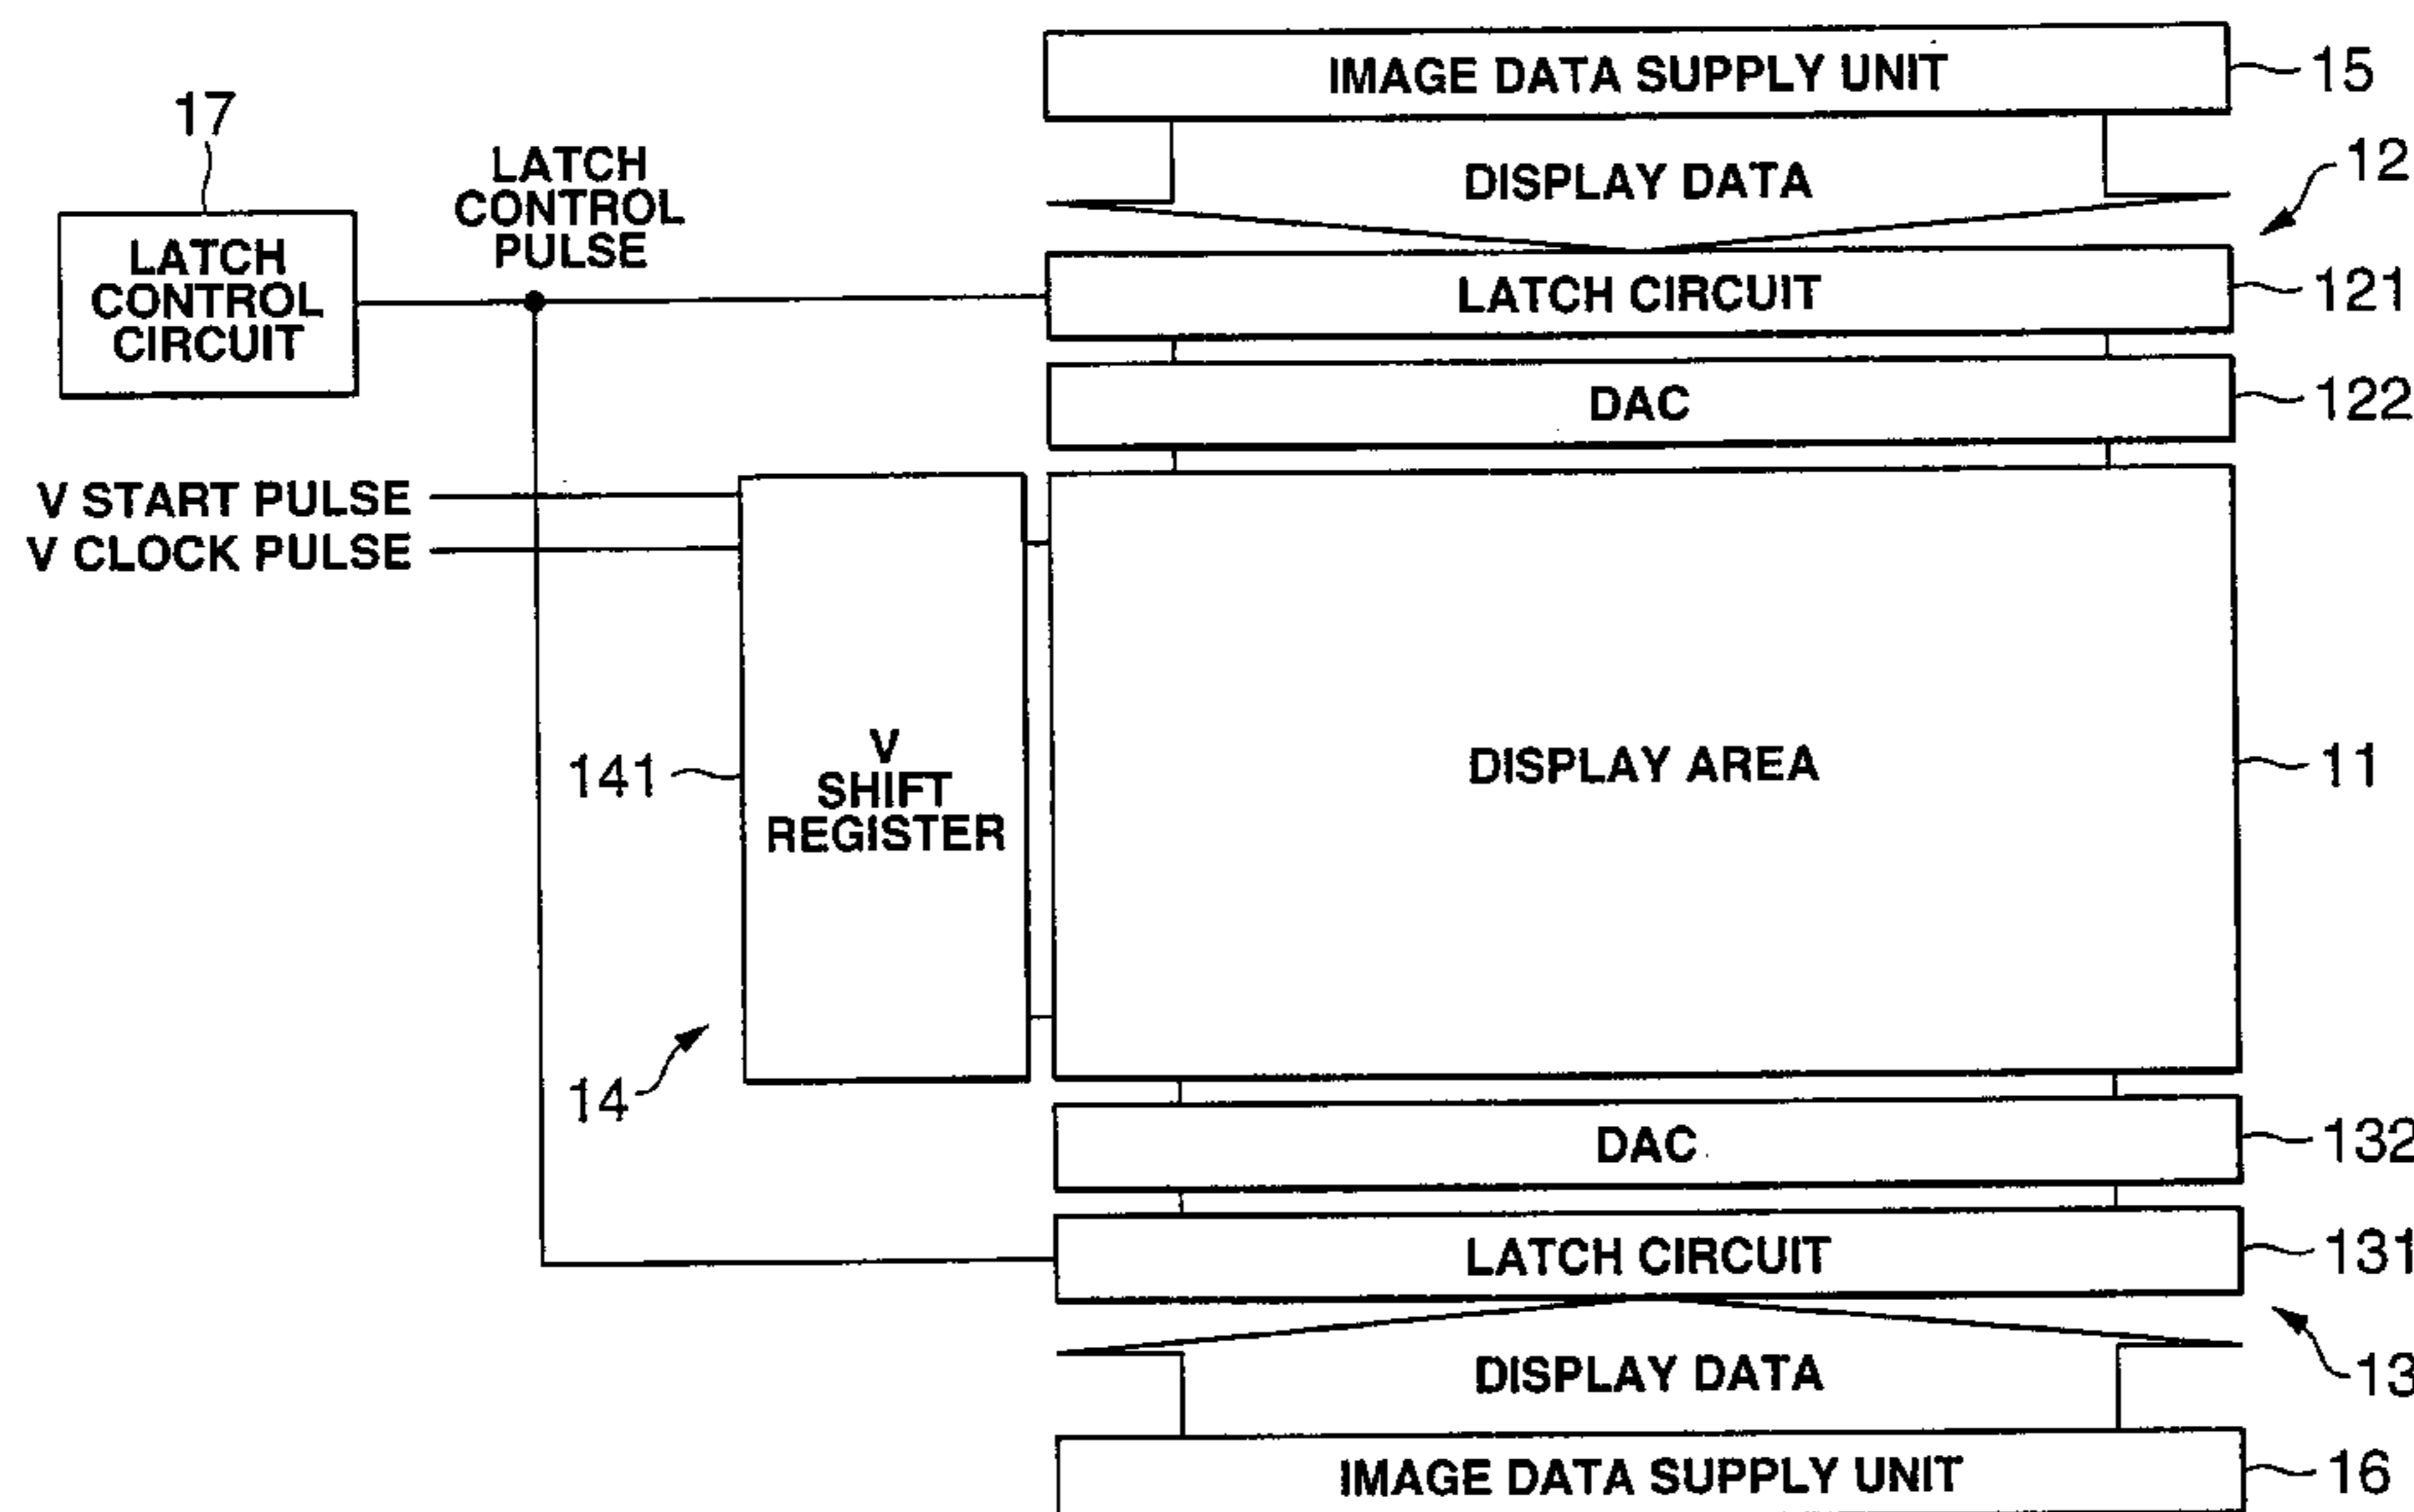 IMAGE DATA SUPPLY UNIT
15
17
LATCH
CONTROL
PULSE
DISPLAY DATA
12
LATCH
CONTROL
CIRCUIT
LATCH CIRCUIT
121
DAC
122
V START PULSE
V CLOCK PULSE
141
V
SHIFT
REGISTER
DISPLAY AREA
11
14
DAC
132
LATCH CIRCUIT
131
DISPLAY DATA
13
IMAGE DATA SUPPLY UNIT
16